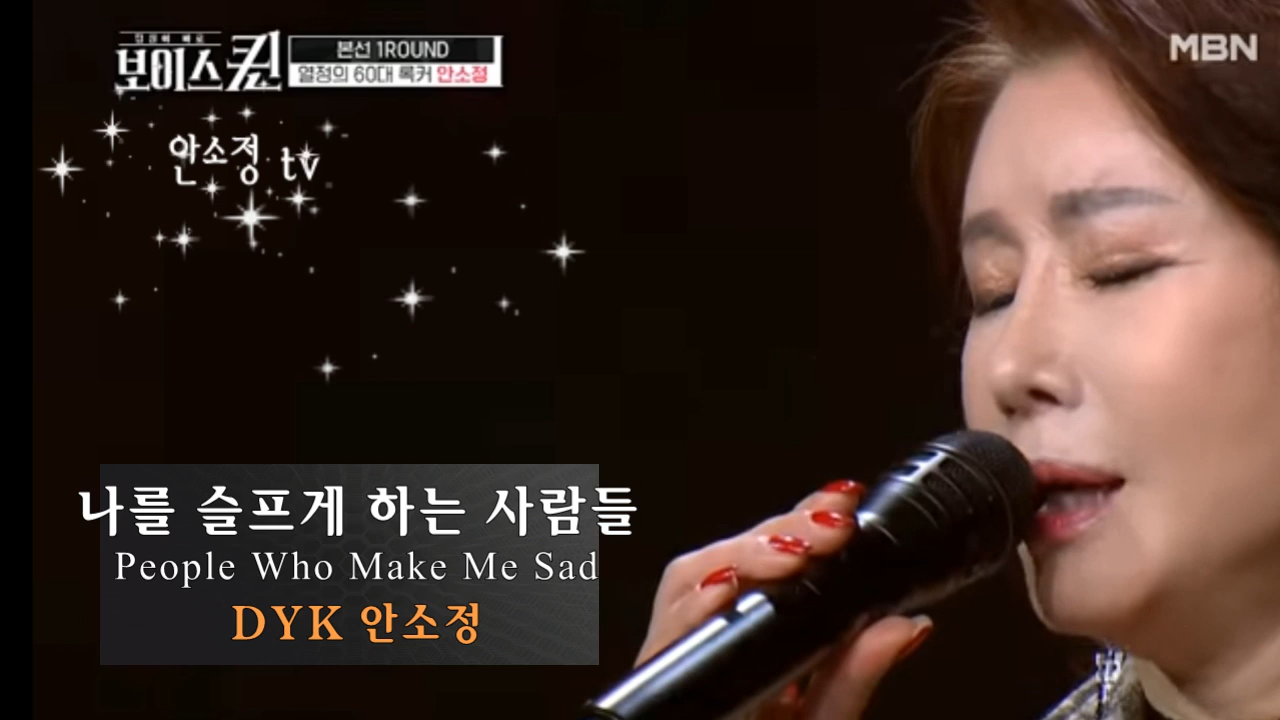 보이스퀸
본선 1ROUND
열정의 60대 록커 안소정
MBN
안소정 tv
나를 슬프게 하는 사람들
People Who Make Me Sad
DYK 안소정